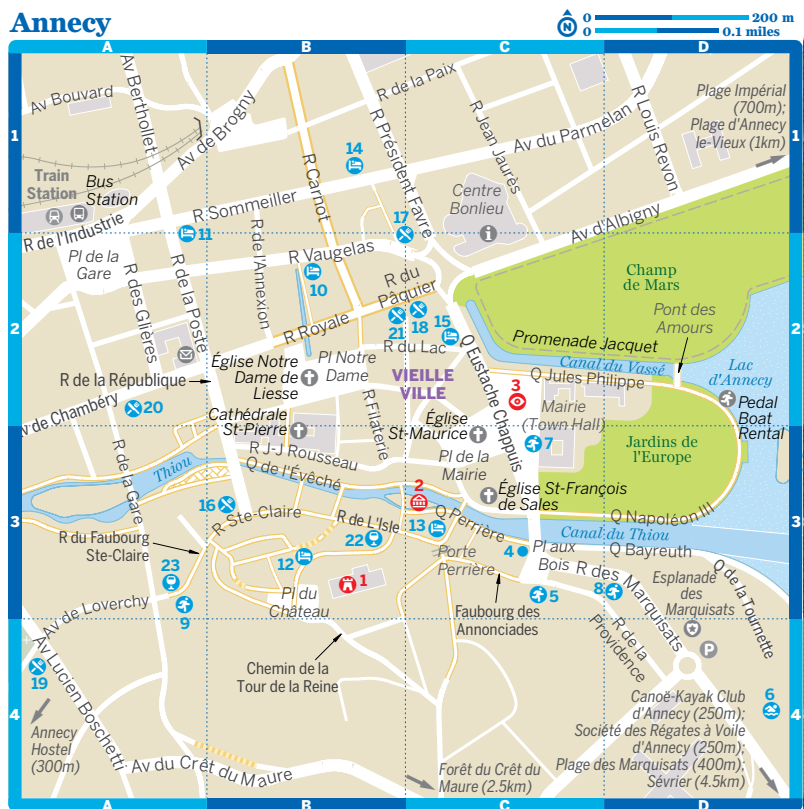 Annecy
N
0 200 m
0 0.1 miles
A
B
C
D
1
2
3
4
1
2
3
4
A
B
C
D
Av Bouvard
Av Berthollet
Av de Brogny
R de la Paix
R Président Favre
R Jean Jaurès
Av du Parmélan
R Louis Revon
Plage Impérial
(700m);
Plage d'Annecy
le-Vieux (1km)
14
Train
Station
Bus
Station
R Carnot
R Sommeiller
Centre
Bonlieu
17
11
R de l'Industrie
Av d'Albigny
Pl de la
Gare
R des Glières
R de la Poste
R de l'Annexion
R Vaugelas
10
R du
Pâquier
Champ
de Mars
Pont des
Amours
R Royale
21
18
15
Promenade Jacquet
R du Lac
Q Eustache Chappuis
Canal du Vassé
Lac
d'Annecy
Église Notre
Dame de
Liesse
Pl Notre
Dame
R de la République
VIEILLE
VILLE
3
Q Jules Philippe
Pedal
Boat
Rental
Av de Chambéry
20
Cathédrale
St-Pierre
R Filaterie
Église
St-Maurice
Mairie
(Town Hall)
7
Jardins de
l'Europe
R de la Gare
Thiou
R J-J Rousseau
Q de l'Évêché
Pl de la
Mairie
2
Église St-François
de Sales
16
R Ste-Claire
R de L'Isle
13
Q Perrière
Q Napoléon III
Canal du Thiou
R du Faubourg
Ste-Claire
22
12
Porte
Perrière
4
Pl aux
Bois
Q Bayreuth
23
1
R des Marquisats
Esplanade
des
Marquisats
Q de la Tournette
Pl du
Château
Faubourg des
Annonciades
5
8
Av de Loverchy
9
R de la
Providence
P
Chemin de la
Tour de la Reine
19
Av Lucien Boschetti
6
Canoë-Kayak Club
d'Annecy (250m);
Société des Régates à Voile
d'Annecy (250m);
Plage des Marquisats (400m);
Sévrier (4.5km)
Annecy
Hostel
(300m)
Av du Crêt du Maure
Forêt du Crêt du
Maure (2.5km)